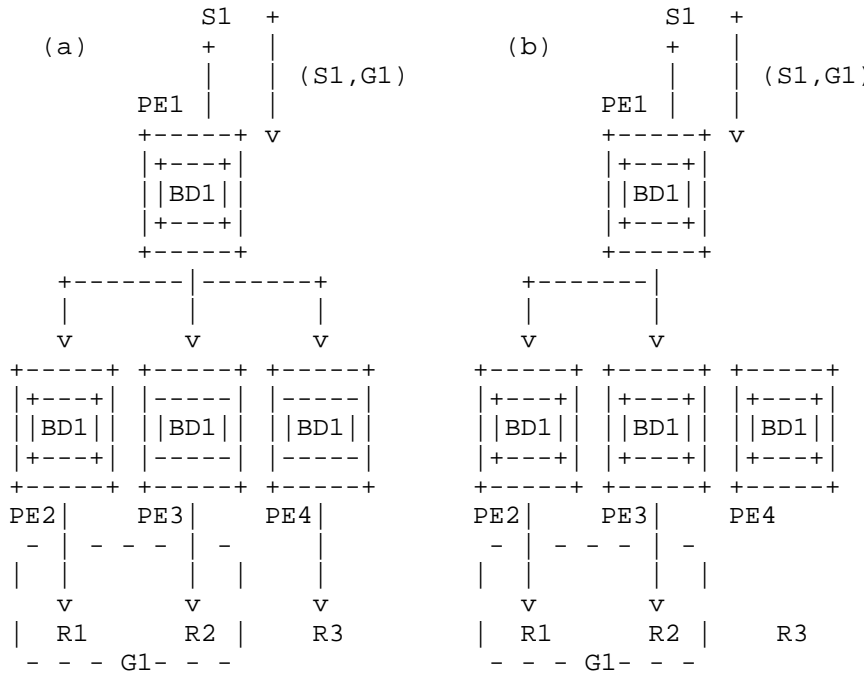 S1
(a) (b) S1
(S1,G1) (S1,G1)
PE1 PE1
BD1 BD1
v v
v v v v v
BD1 BD1 BD1 BD1 BD1 BD1
PE2 PE3 PE4 PE2 PE3 PE4
v v v v v
R1 R2 R3 R1 R2 R3
G1 G1